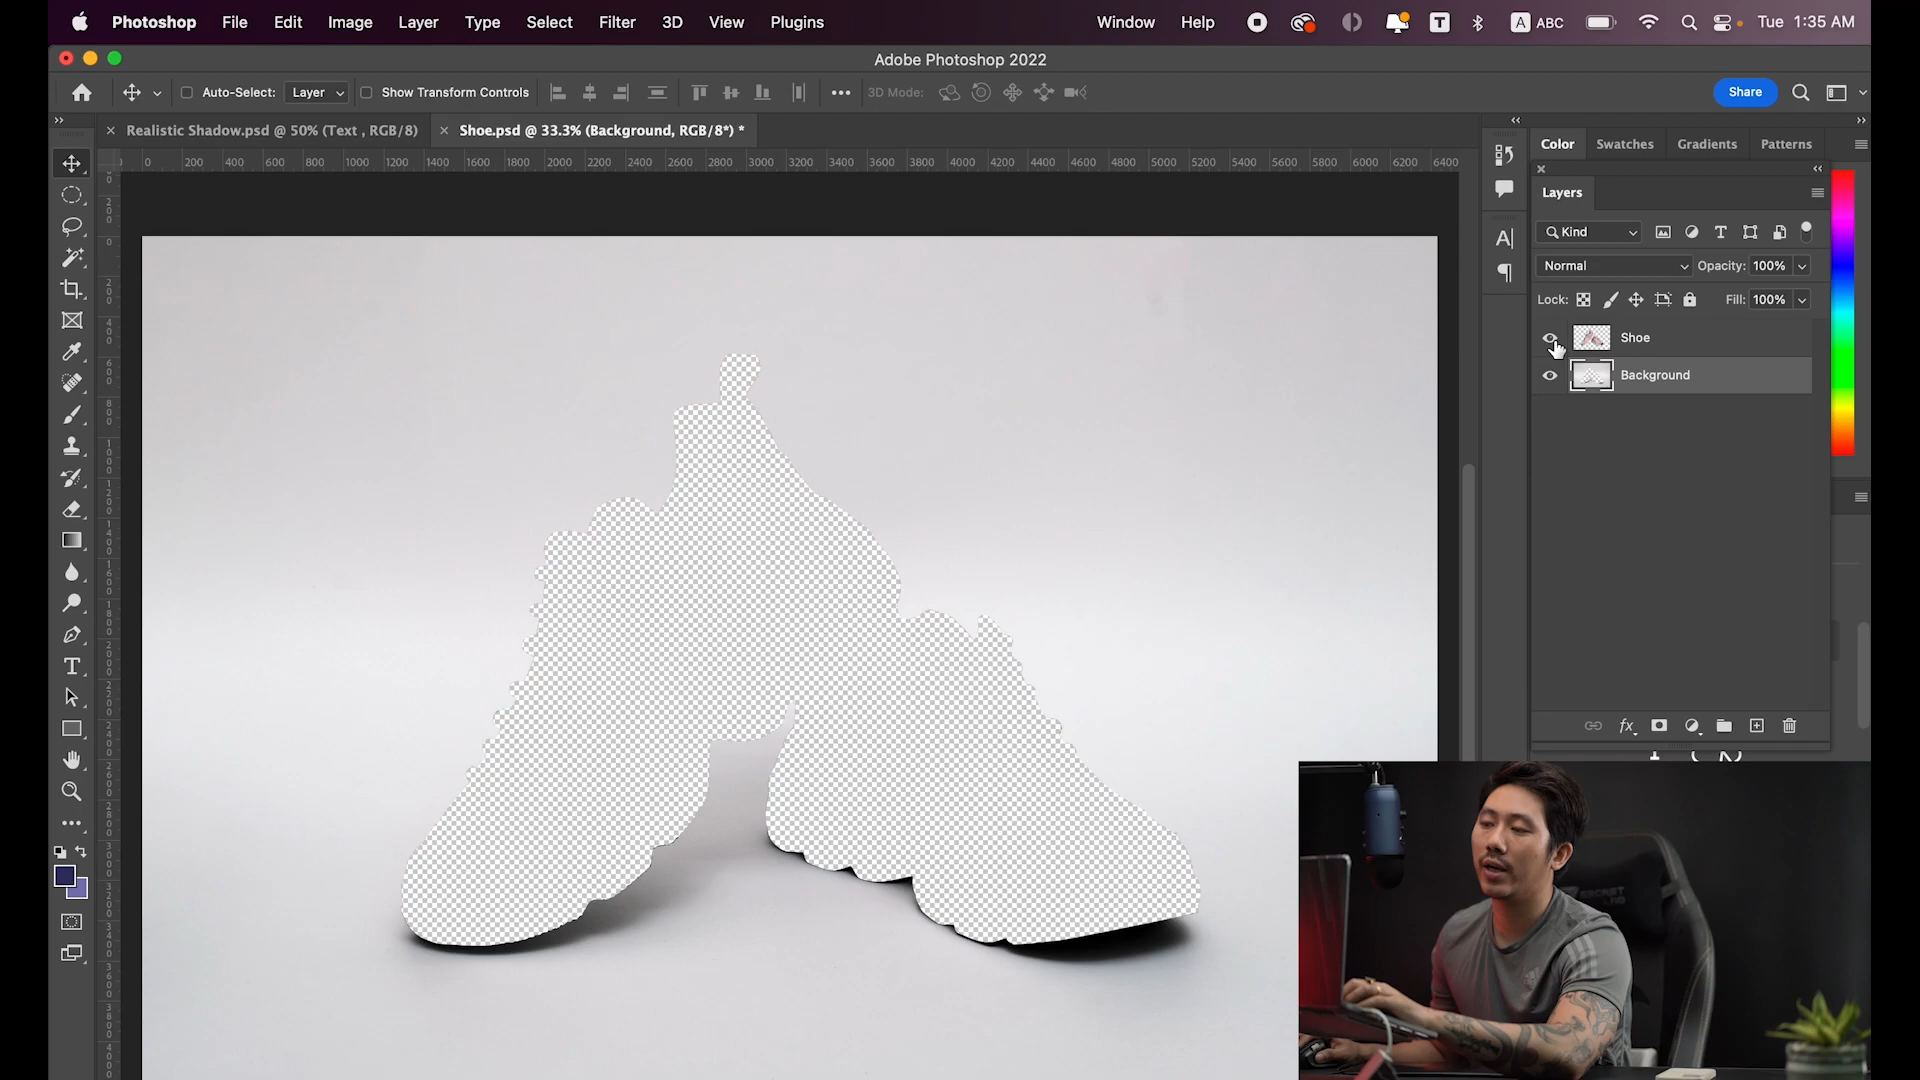 Photoshop File Edit Image Layer Type Select Filter 3D View Plugins Window Help A ABC Tue 1:35 AM
Adobe Photoshop 2022
Auto-Select: Layer Show Transform Controls 3D Mode: Share
Realistic Shadow.psd @ 50% (Text , RGB/8) Shoe.psd @ 33.3% (Background, RGB/8*) *
0 200 400 600 800 1000 1200 1400 1600 1800 2000 2200 2400 2600 2800 3000 3200 3400 3600 3800 4000 4200 4400 4600 4800 5000 5200 5400 5600 5800 6000 6200 6400
Color Swatches Gradients Patterns
Layers
Kind
Normal Opacity: 100%
Lock: Fill: 100%
Shoe
Background
fx